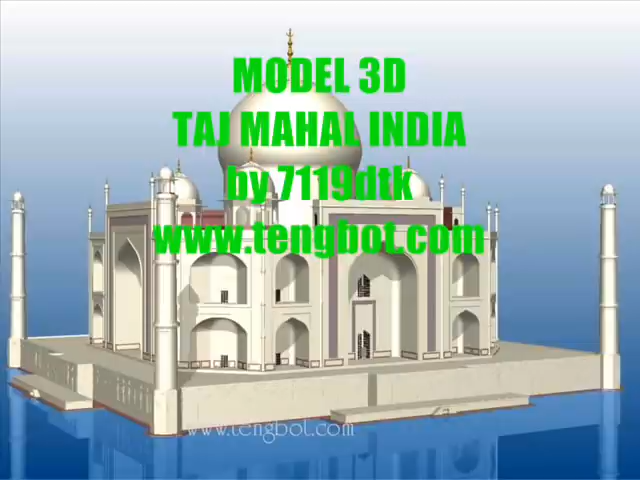 MODEL 3D
TAJ MAHAL INDIA
by 7119dtk
www.tengbot.com
www.tengbot.com